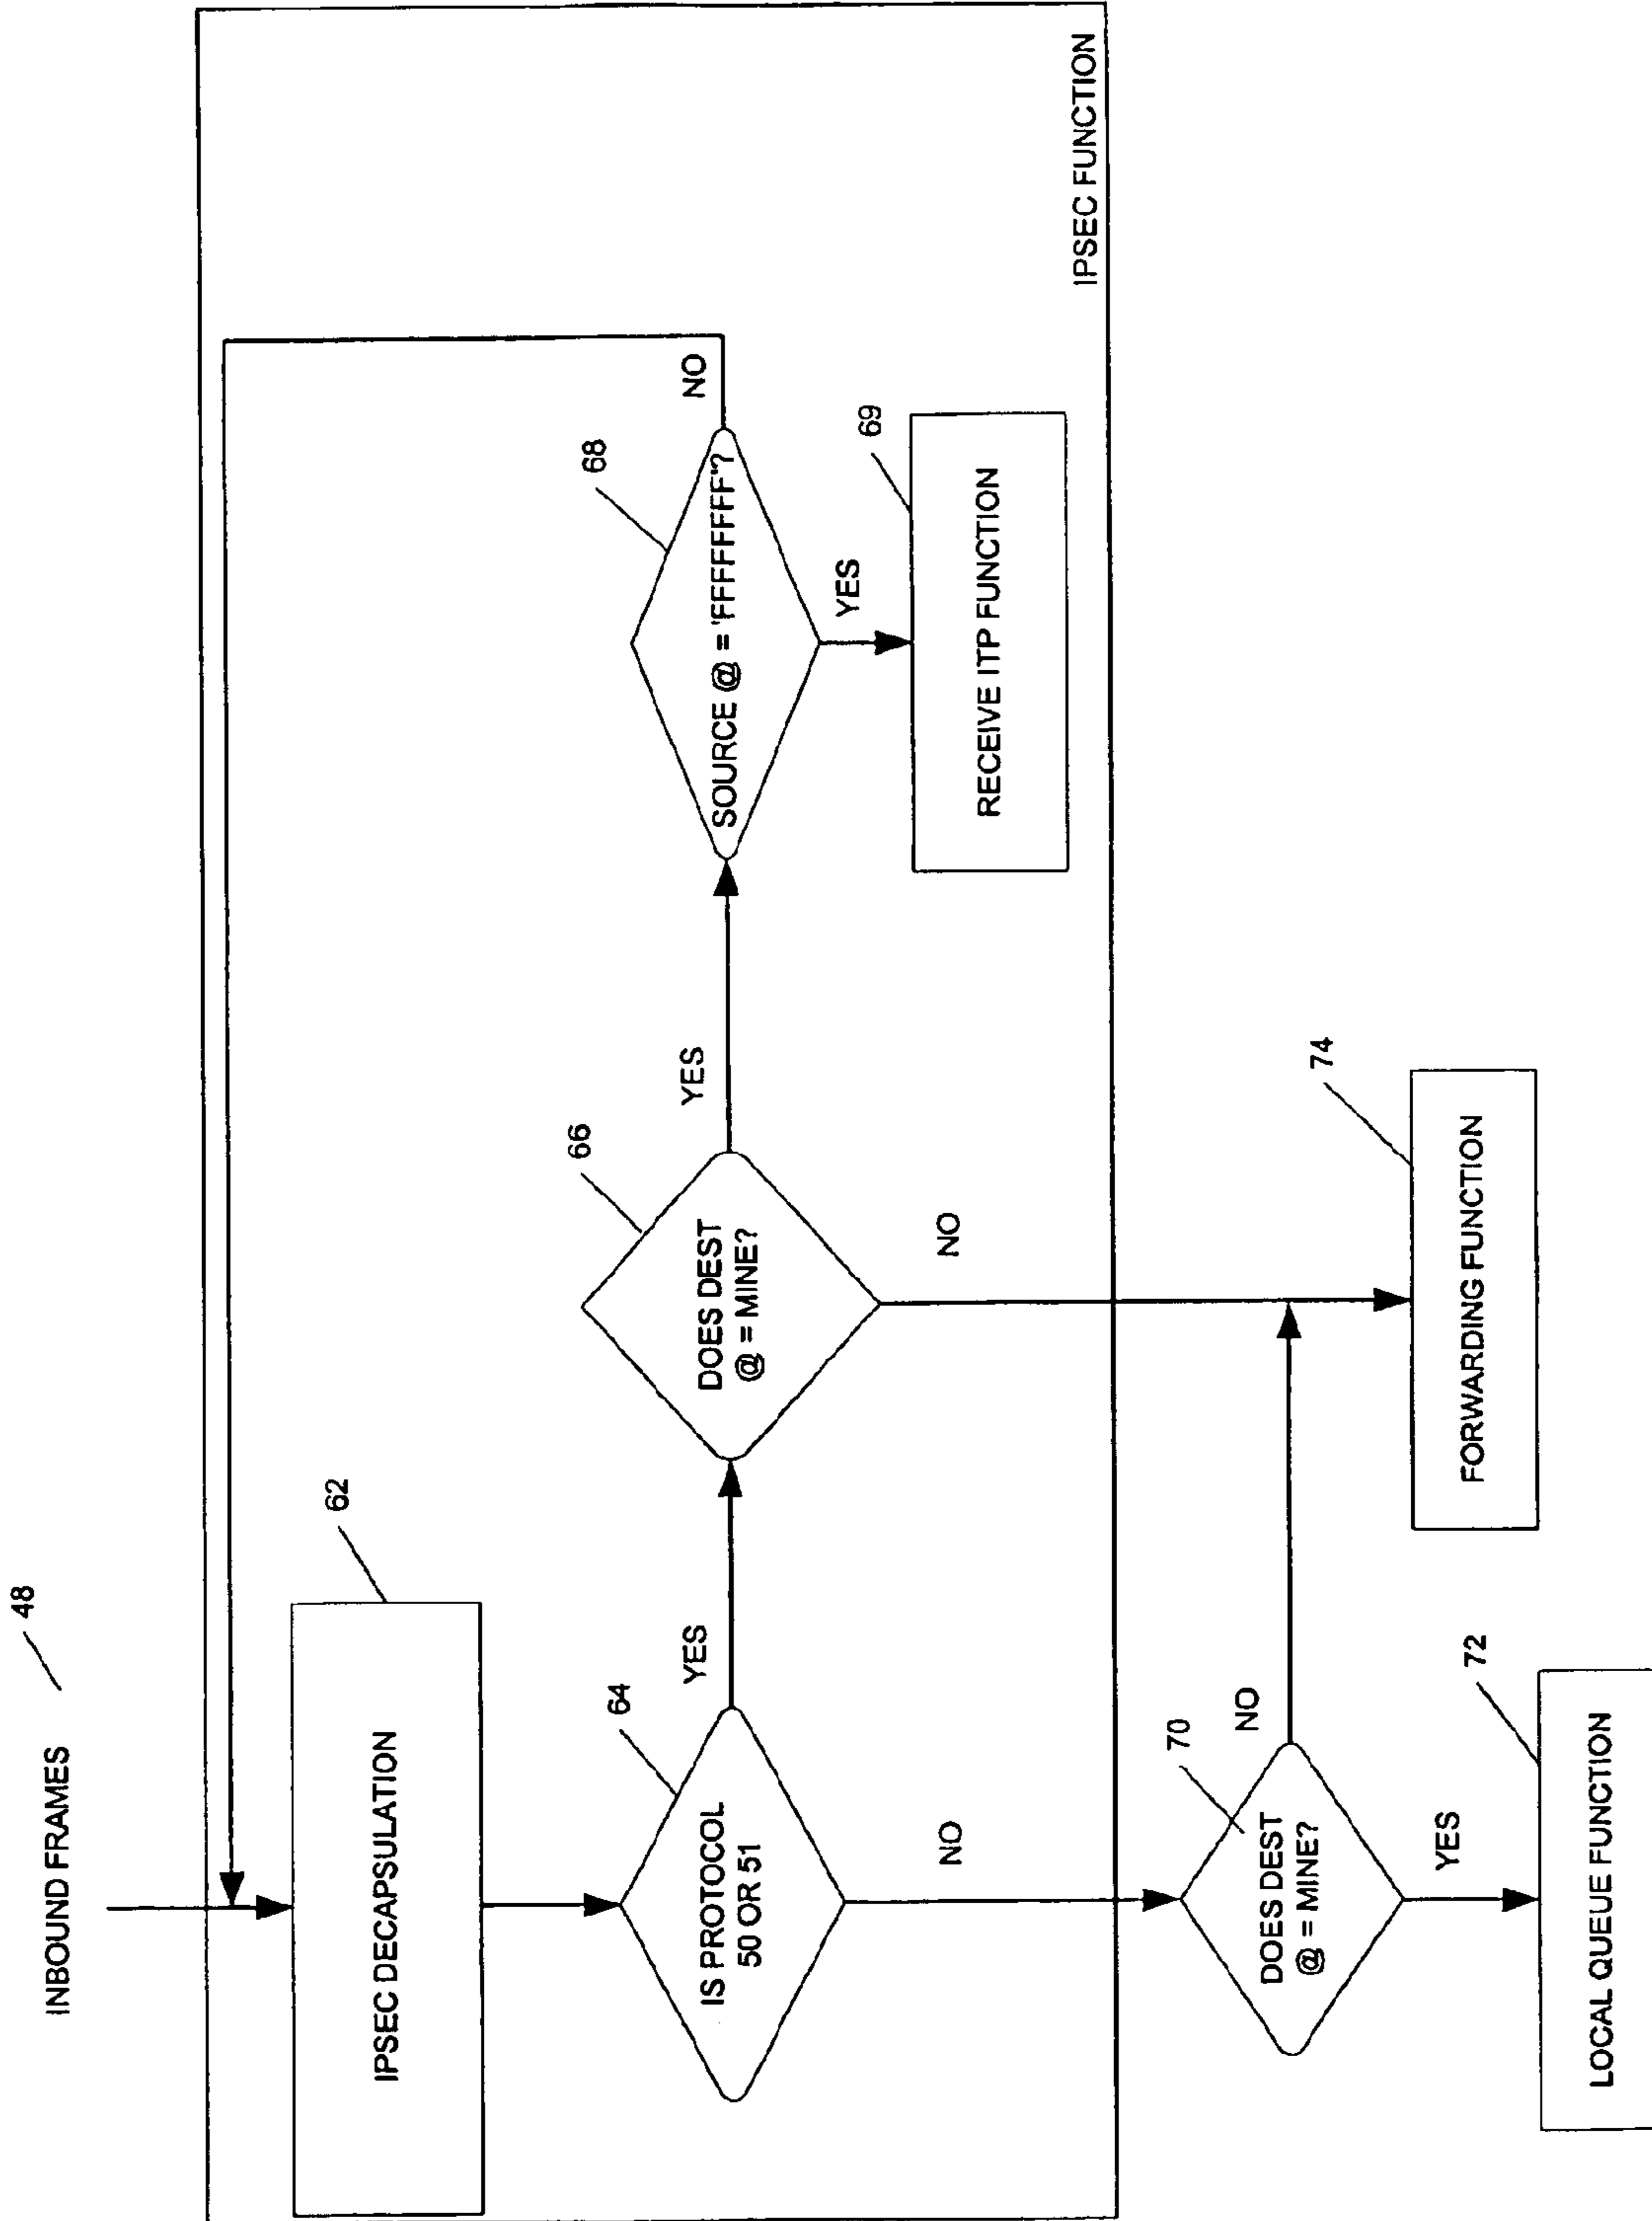 INBOUND FRAMES
48
IPSEC DECAPSULATION
62
IS PROTOCOL
50 OR 51
64
YES
NO
DOES DEST
@ = MINE?
66
YES
NO
SOURCE @ = 'FFFFFFFF'?
68
NO
YES
RECEIVE ITP FUNCTION
69
IPSEC FUNCTION
DOES DEST
@ = MINE?
70
NO
YES
LOCAL QUEUE FUNCTION
72
FORWARDING FUNCTION
74